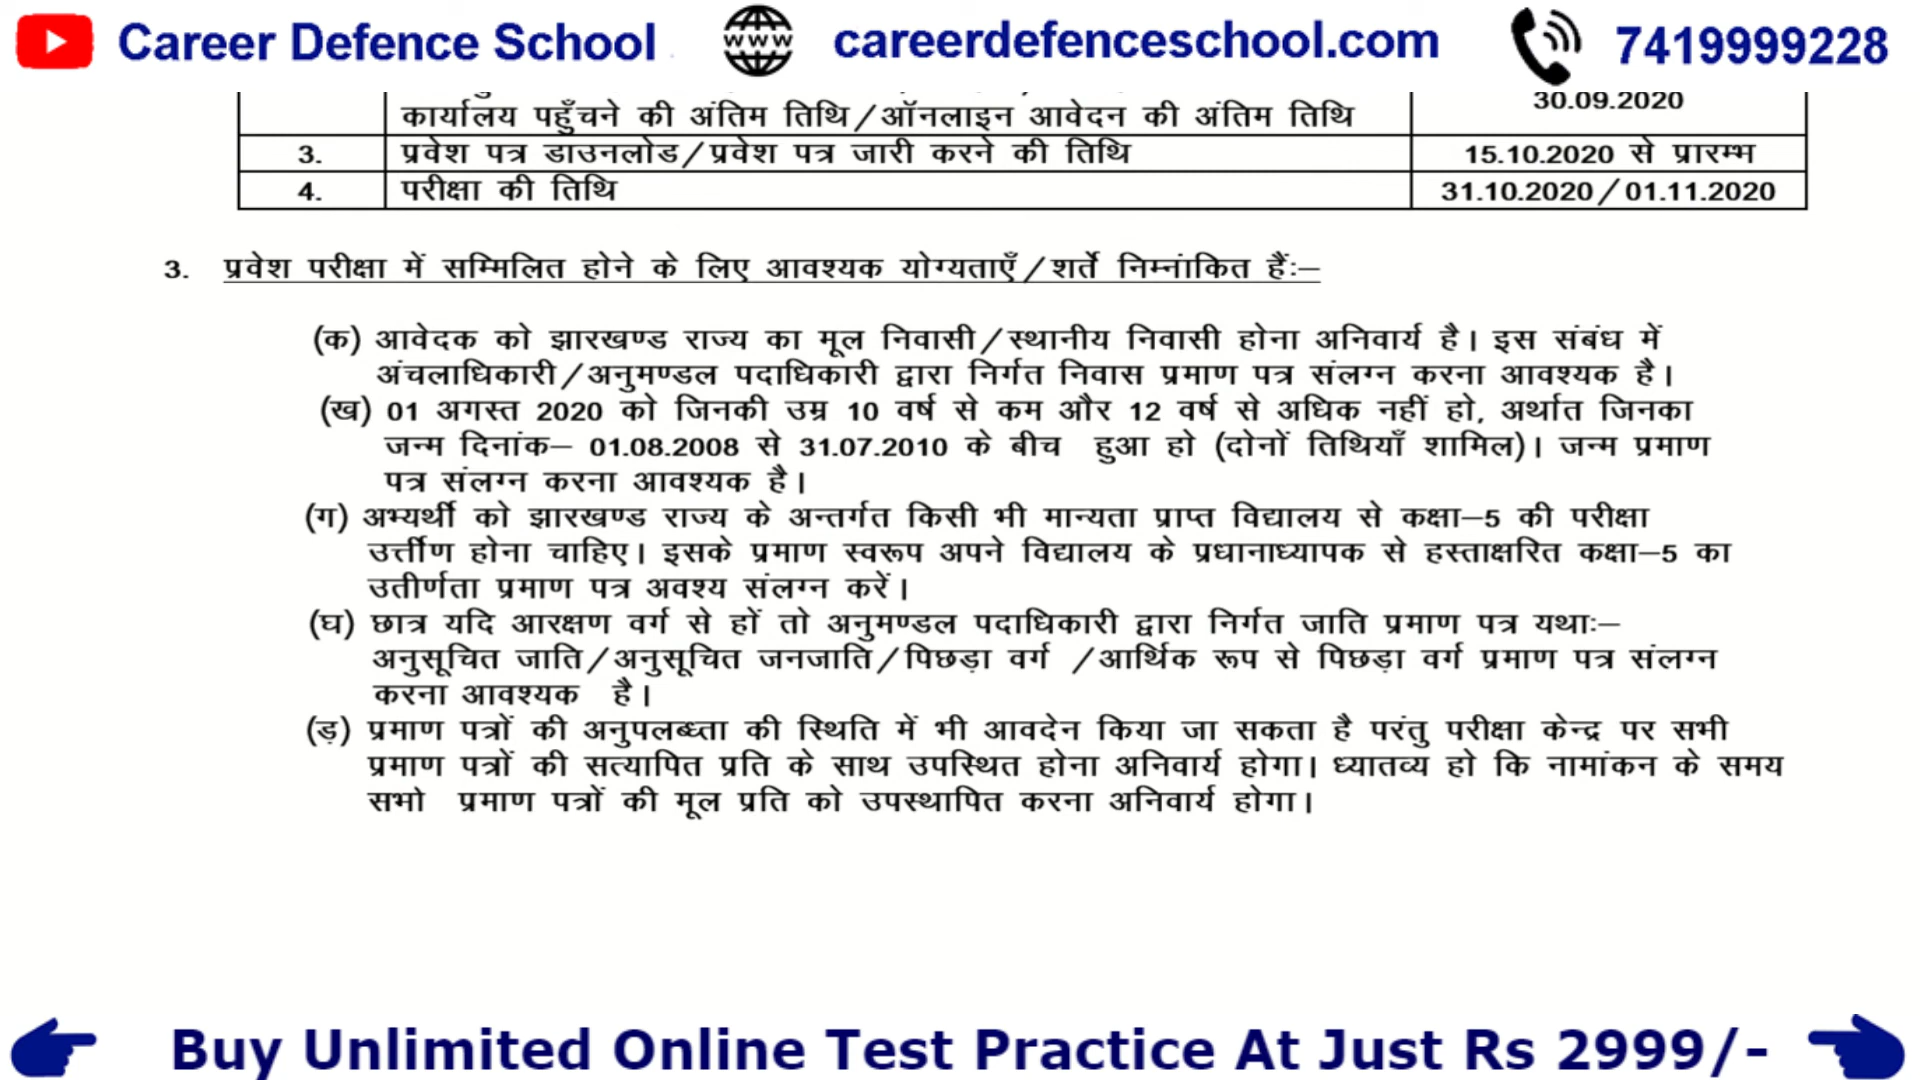 Career Defence School
www
careerdefenceschool.com
7419999228
कार्यालय पहुँचने की अंतिम तिथि/ऑनलाइन आवेदन की अंतिम तिथि
30.09.2020
3. प्रवेश पत्र डाउनलोड/प्रवेश पत्र जारी करने की तिथि 15.10.2020 से प्रारम्भ
4. परीक्षा की तिथि 31.10.2020/01.11.2020
3. प्रवेश परीक्षा में सम्मिलित होने के लिए आवश्यक योग्यताएँ/शर्ते निम्नांकित हैंः–
(क) आवेदक को झारखण्ड राज्य का मूल निवासी/स्थानीय निवासी होना अनिवार्य है। इस संबंध में
अंचलाधिकारी/अनुमण्डल पदाधिकारी द्वारा निर्गत निवास प्रमाण पत्र संलग्न करना आवश्यक है।
(ख) 01 अगस्त 2020 को जिनकी उम्र 10 वर्ष से कम और 12 वर्ष से अधिक नहीं हो, अर्थात जिनका
जन्म दिनांक– 01.08.2008 से 31.07.2010 के बीच हुआ हो (दोनों तिथियाँ शामिल)। जन्म प्रमाण
पत्र संलग्न करना आवश्यक है।
(ग) अभ्यर्थी को झारखण्ड राज्य के अन्तर्गत किसी भी मान्यता प्राप्त विद्यालय से कक्षा–5 की परीक्षा
उर्त्तीण होना चाहिए। इसके प्रमाण स्वरूप अपने विद्यालय के प्रधानाध्यापक से हस्ताक्षरित कक्षा–5 का
उतीर्णता प्रमाण पत्र अवश्य संलग्न करें।
(घ) छात्र यदि आरक्षण वर्ग से हों तो अनुमण्डल पदाधिकारी द्वारा निर्गत जाति प्रमाण पत्र यथाः–
अनुसूचित जाति/अनुसूचित जनजाति/पिछड़ा वर्ग /आर्थिक रूप से पिछड़ा वर्ग प्रमाण पत्र संलग्न
करना आवश्यक है।
(ड़) प्रमाण पत्रों की अनुपलब्ध्ता की स्थिति में भी आवदेन किया जा सकता है परंतु परीक्षा केन्द्र पर सभी
प्रमाण पत्रों की सत्यापित प्रति के साथ उपस्थित होना अनिवार्य होगा। ध्यातव्य हो कि नामांकन के समय
सभो प्रमाण पत्रों की मूल प्रति को उपस्थापित करना अनिवार्य होगा।
Buy Unlimited Online Test Practice At Just Rs 2999/-